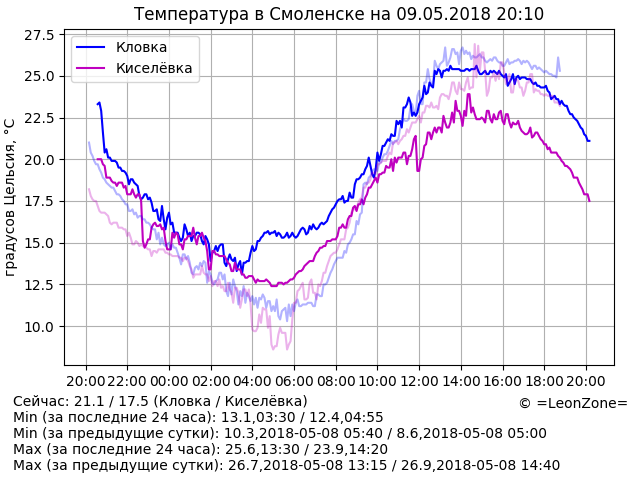 Температура в Смоленске на 09.05.2018 20:10
градусов Цельсия, °C
27.5
25.0
22.5
20.0
17.5
15.0
12.5
10.0
Кловка
Киселёвка
20:00 22:00 00:00 02:00 04:00 06:00 08:00 10:00 12:00 14:00 16:00 18:00 20:00
Сейчас: 21.1 / 17.5 (Кловка / Киселёвка)
© =LeonZone=
Min (за последние 24 часа): 13.1,03:30 / 12.4,04:55
Min (за предыдущие сутки): 10.3,2018-05-08 05:40 / 8.6,2018-05-08 05:00
Max (за последние 24 часа): 25.6,13:30 / 23.9,14:20
Max (за предыдущие сутки): 26.7,2018-05-08 13:15 / 26.9,2018-05-08 14:40